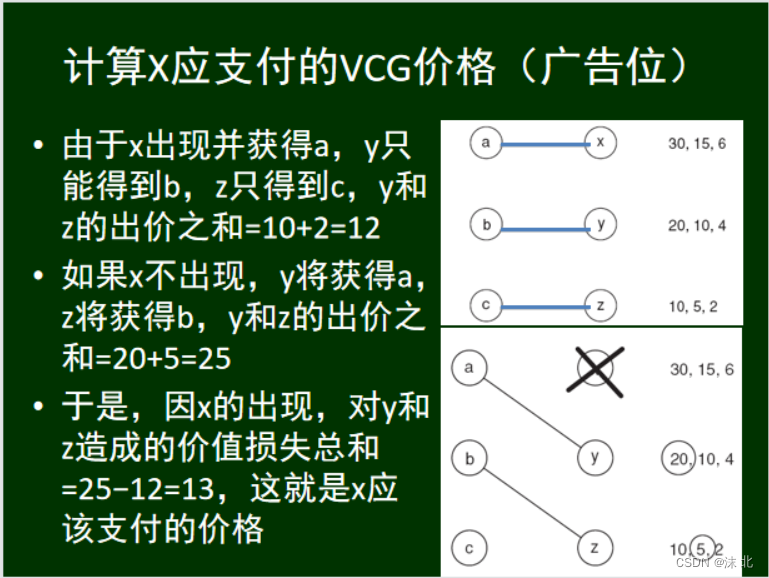 计算X应支付的VCG价格（广告位）
• 由于x出现并获得a，y只
能得到b，z只得到c，y和
z的出价之和=10+2=12
• 如果x不出现，y将获得a，
z将获得b，y和z的出价之
和=20+5=25
• 于是，因x的出现，对y和
z造成的价值损失总和
=25−12=13，这就是x应
该支付的价格
a x 30, 15, 6
b y 20, 10, 4
c z 10, 5, 2
a 30, 15, 6
b y 20, 10, 4
c z 10, 5, 2
CSDN @沫 北